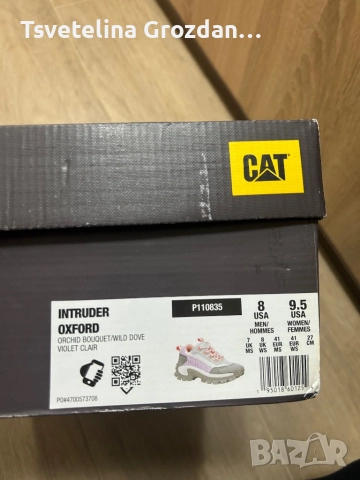 Tsvetelina Grozdan...
CAT
INTRUDER
OXFORD
ORCHID BOUQUET/WILD DOVE
VIOLET CLAIR
PO#4700573708
P110835
8 9.5
USA USA
MEN/ WOMEN/
HOMMES FEMMES
7 8 41 41 27
UK UK EUR EUR CM
MS WS MS WS
BAZAR
bg